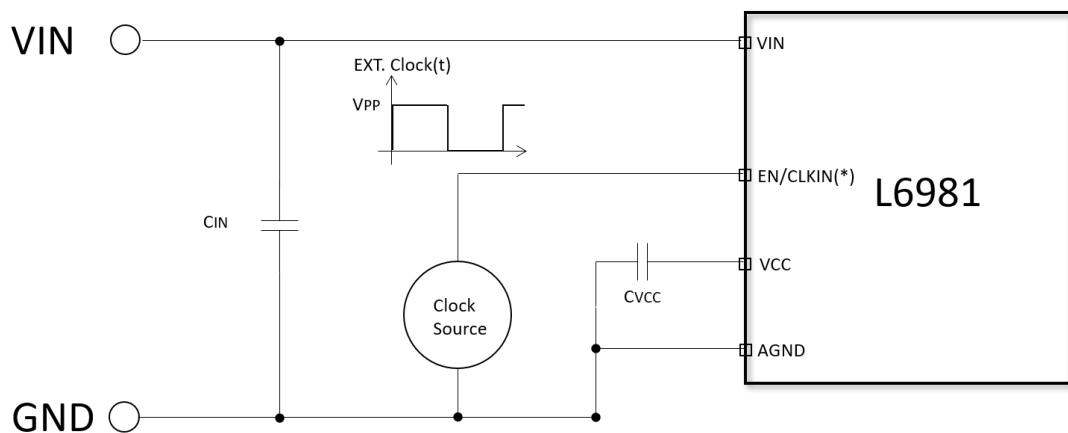 VIN
VIN
EXT. Clock(t)
VPP
EN/CLKIN(*)
L6981
CIN
VCC
CVCC
Clock
Source
AGND
GND